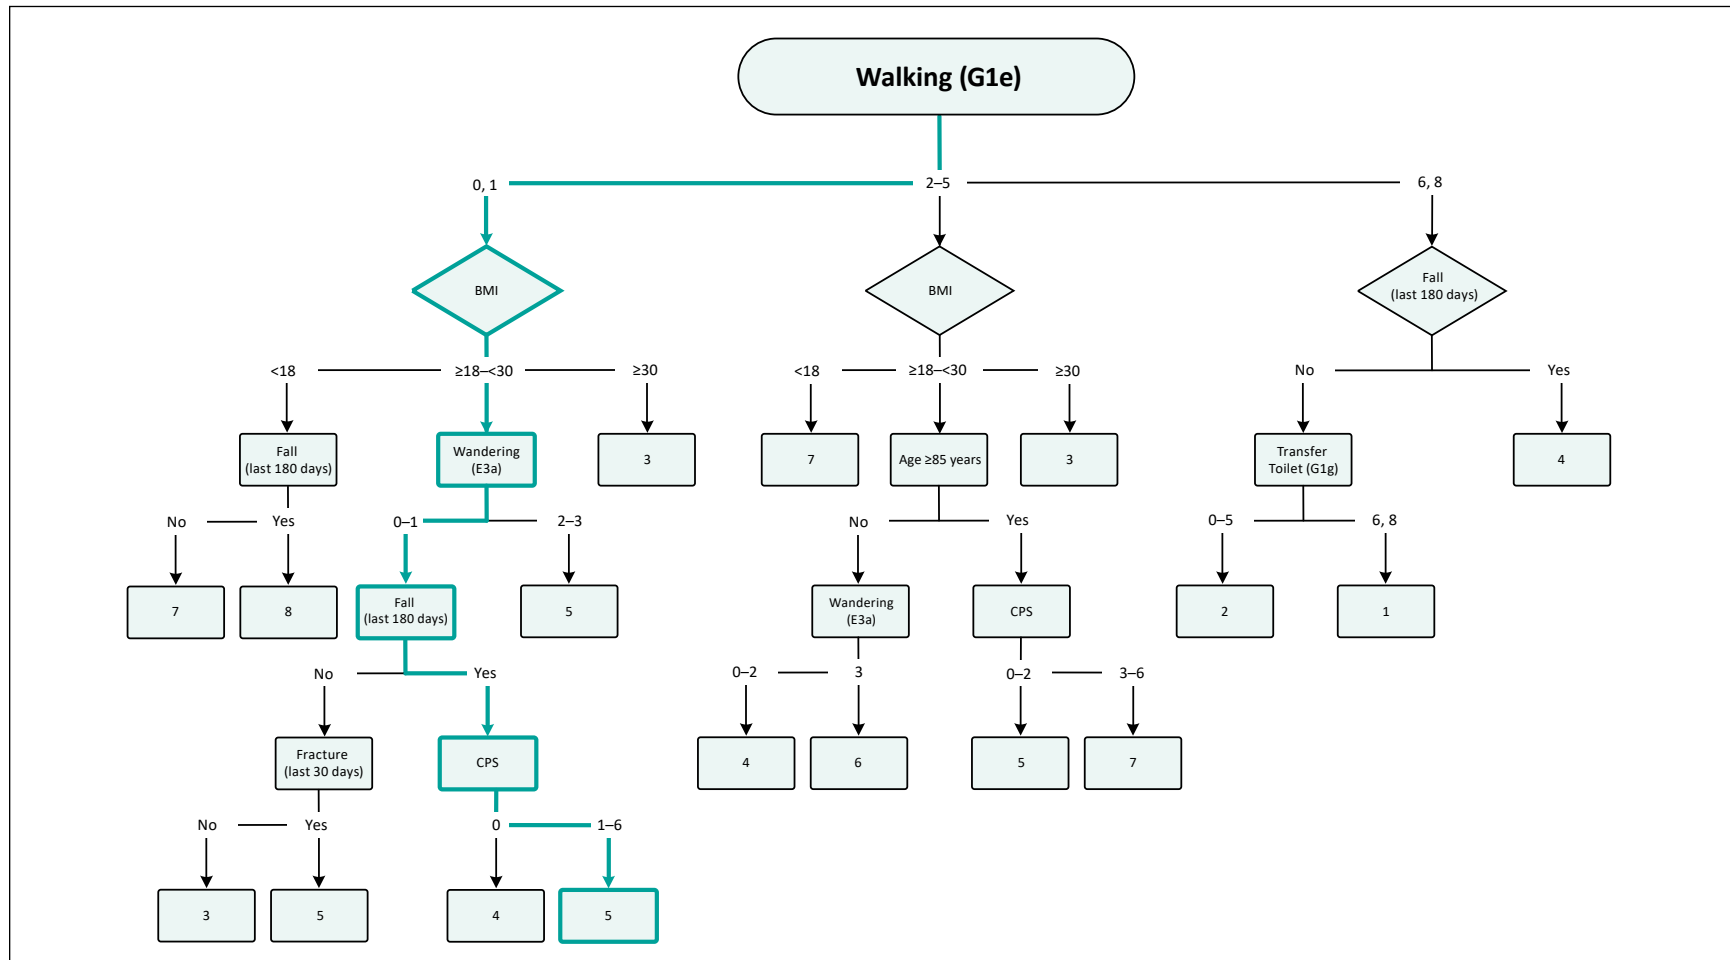 Walking (G1e)
0, 1
2–5
6, 8
BMI
BMI
Fall
(last 180 days)
<18
≥18–<30
≥30
<18
≥18–<30
≥30
No
Yes
Fall
(last 180 days)
Wandering
(E3a)
3
7
Age ≥85 years
3
Transfer
Toilet (G1g)
4
No
Yes
0–1
2–3
No
Yes
0–5
6, 8
7
8
Fall
(last 180 days)
5
Wandering
(E3a)
CPS
2
1
No
Yes
0–2
3
0–2
3–6
Fracture
(last 30 days)
CPS
4
6
5
7
No
Yes
0
1–6
3
5
4
5